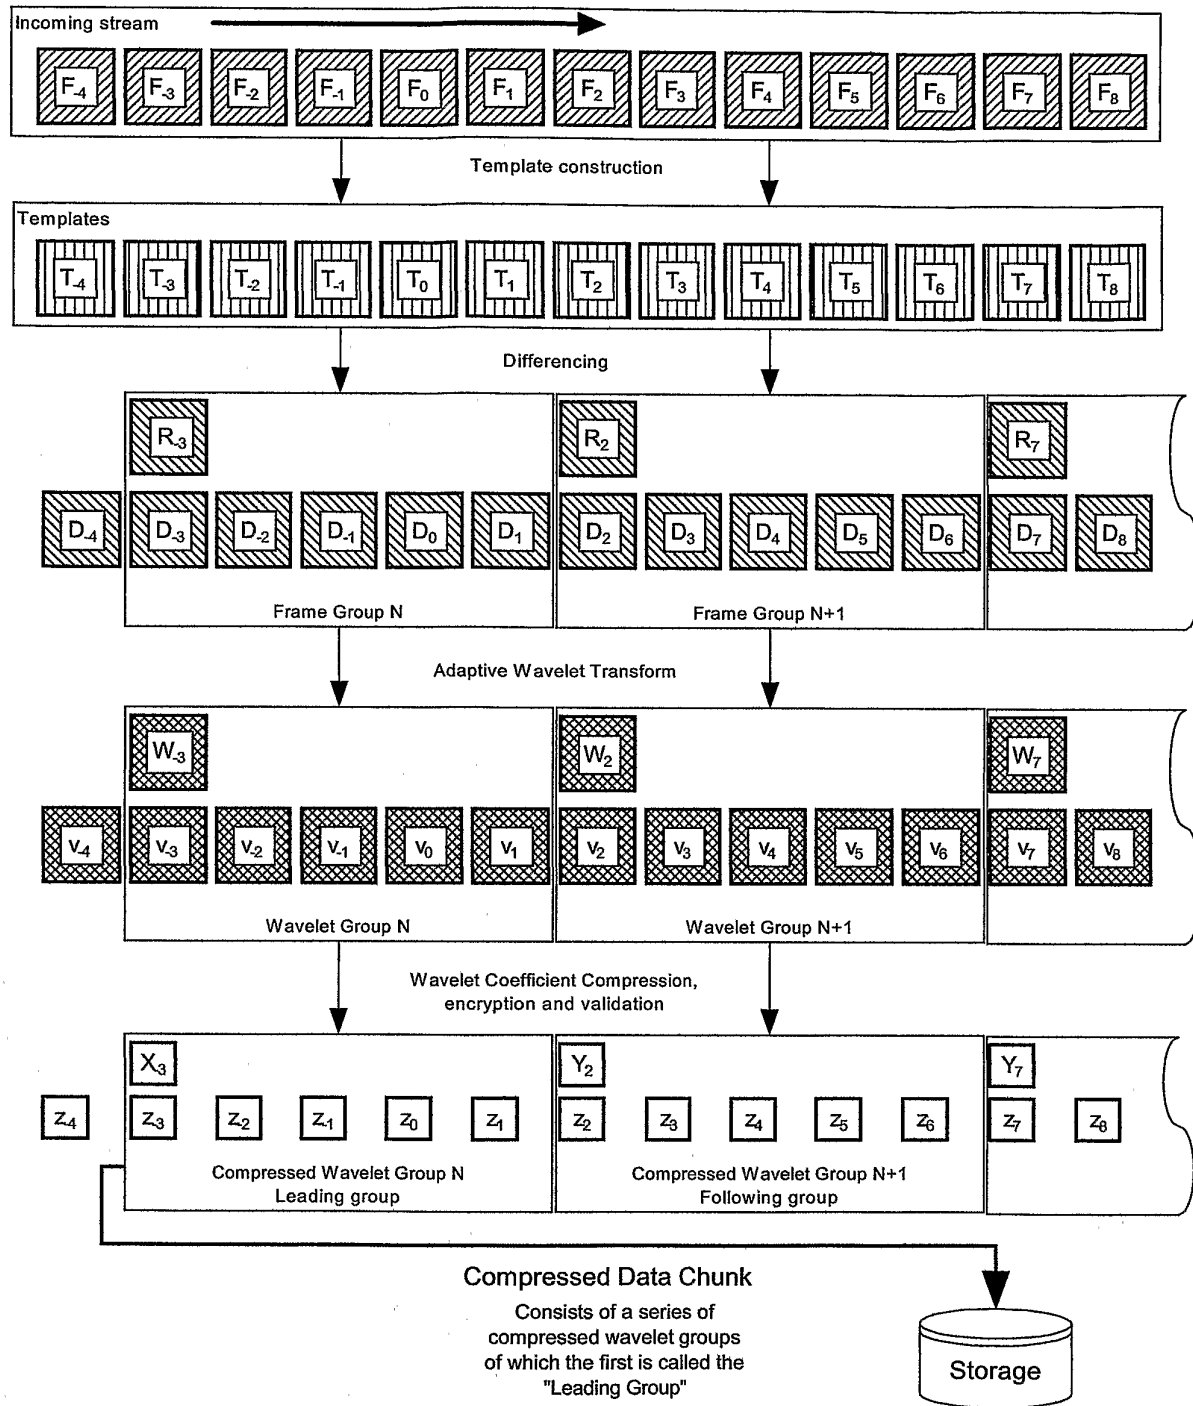 Incoming stream
F-4 F-3 F-2 F-1 F0 F1 F2 F3 F4 F5 F6 F7 F8
Template construction
Templates
T-4 T-3 T-2 T-1 T0 T1 T2 T3 T4 T5 T6 T7 T8
Differencing
R-3 R2 R7
D-4 D-3 D-2 D-1 D0 D1 D2 D3 D4 D5 D6 D7 D8
Frame Group N Frame Group N+1
Adaptive Wavelet Transform
W-3 W2 W7
v-4 v-3 v-2 v-1 v0 v1 v2 v3 v4 v5 v6 v7 v8
Wavelet Group N Wavelet Group N+1
Wavelet Coefficient Compression,
encryption and validation
X3 Y2 Y7
z-4 z-3 z-2 z-1 z0 z1 z2 z3 z4 z5 z6 z7 z8
Compressed Wavelet Group N Compressed Wavelet Group N+1
Leading group Following group
Compressed Data Chunk
Consists of a series of
compressed wavelet groups
of which the first is called the
"Leading Group"
Storage